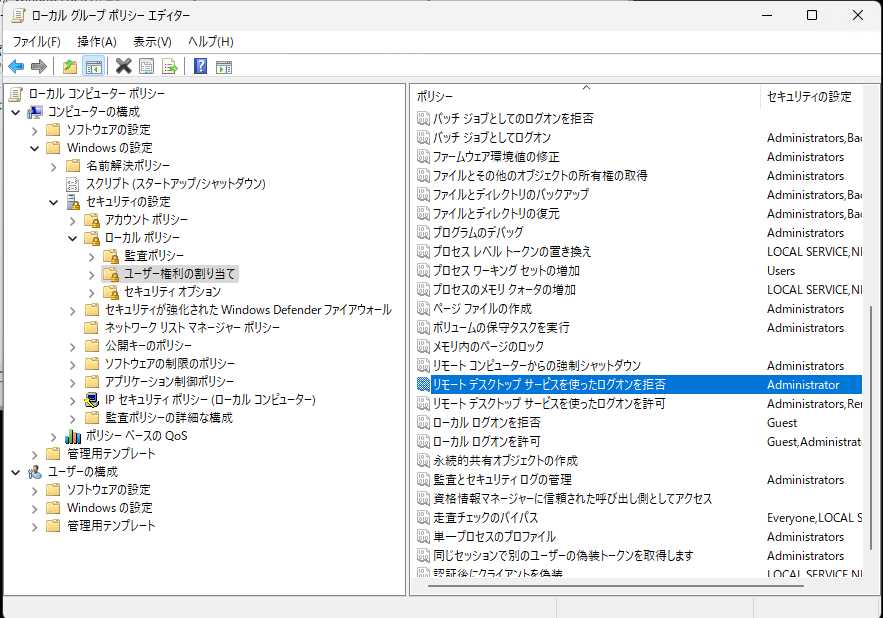 ローカル グループ ポリシー エディター
ファイル(F) 操作(A) 表示(V) ヘルプ(H)
ローカル コンピューター ポリシー
コンピューターの構成
ソフトウェアの設定
Windows の設定
名前解決ポリシー
スクリプト (スタートアップ/シャットダウン)
セキュリティの設定
アカウント ポリシー
ローカル ポリシー
監査ポリシー
ユーザー権利の割り当て
セキュリティ オプション
セキュリティが強化された Windows Defender ファイアウォール
ネットワーク リスト マネージャー ポリシー
公開キーのポリシー
ソフトウェアの制限のポリシー
アプリケーション制御ポリシー
IP セキュリティ ポリシー (ローカル コンピューター)
監査ポリシーの詳細な構成
ポリシー ベースの QoS
管理用テンプレート
ユーザーの構成
ソフトウェアの設定
Windows の設定
管理用テンプレート
ポリシー セキュリティの設定
バッチ ジョブとしてのログオンを拒否
バッチ ジョブとしてログオン Administrators,Bac
ファームウェア環境値の修正 Administrators
ファイルとその他のオブジェクトの所有権の取得 Administrators
ファイルとディレクトリのバックアップ Administrators,Bac
ファイルとディレクトリの復元 Administrators,Bac
プログラムのデバッグ Administrators
プロセス レベル トークンの置き換え LOCAL SERVICE,NE
プロセス ワーキング セットの増加 Users
プロセスのメモリ クォータの増加 LOCAL SERVICE,NE
ページ ファイルの作成 Administrators
ボリュームの保守タスクを実行 Administrators
メモリ内のページのロック
リモート コンピューターからの強制シャットダウン Administrators
リモート デスクトップ サービスを使ったログオンを拒否 Administrator
リモート デスクトップ サービスを使ったログオンを許可 Administrators,Rem
ローカル ログオンを拒否 Guest
ローカル ログオンを許可 Guest,Administrato
永続的共有オブジェクトの作成
監査とセキュリティ ログの管理 Administrators
資格情報マネージャーに信頼された呼び出し側としてアクセス
走査チェックのバイパス Everyone,LOCAL S
単一プロセスのプロファイル Administrators
同じセッションで別のユーザーの偽装トークンを取得します Administrators
認証後にクライアントを偽装 LOCAL SERVICE,NE